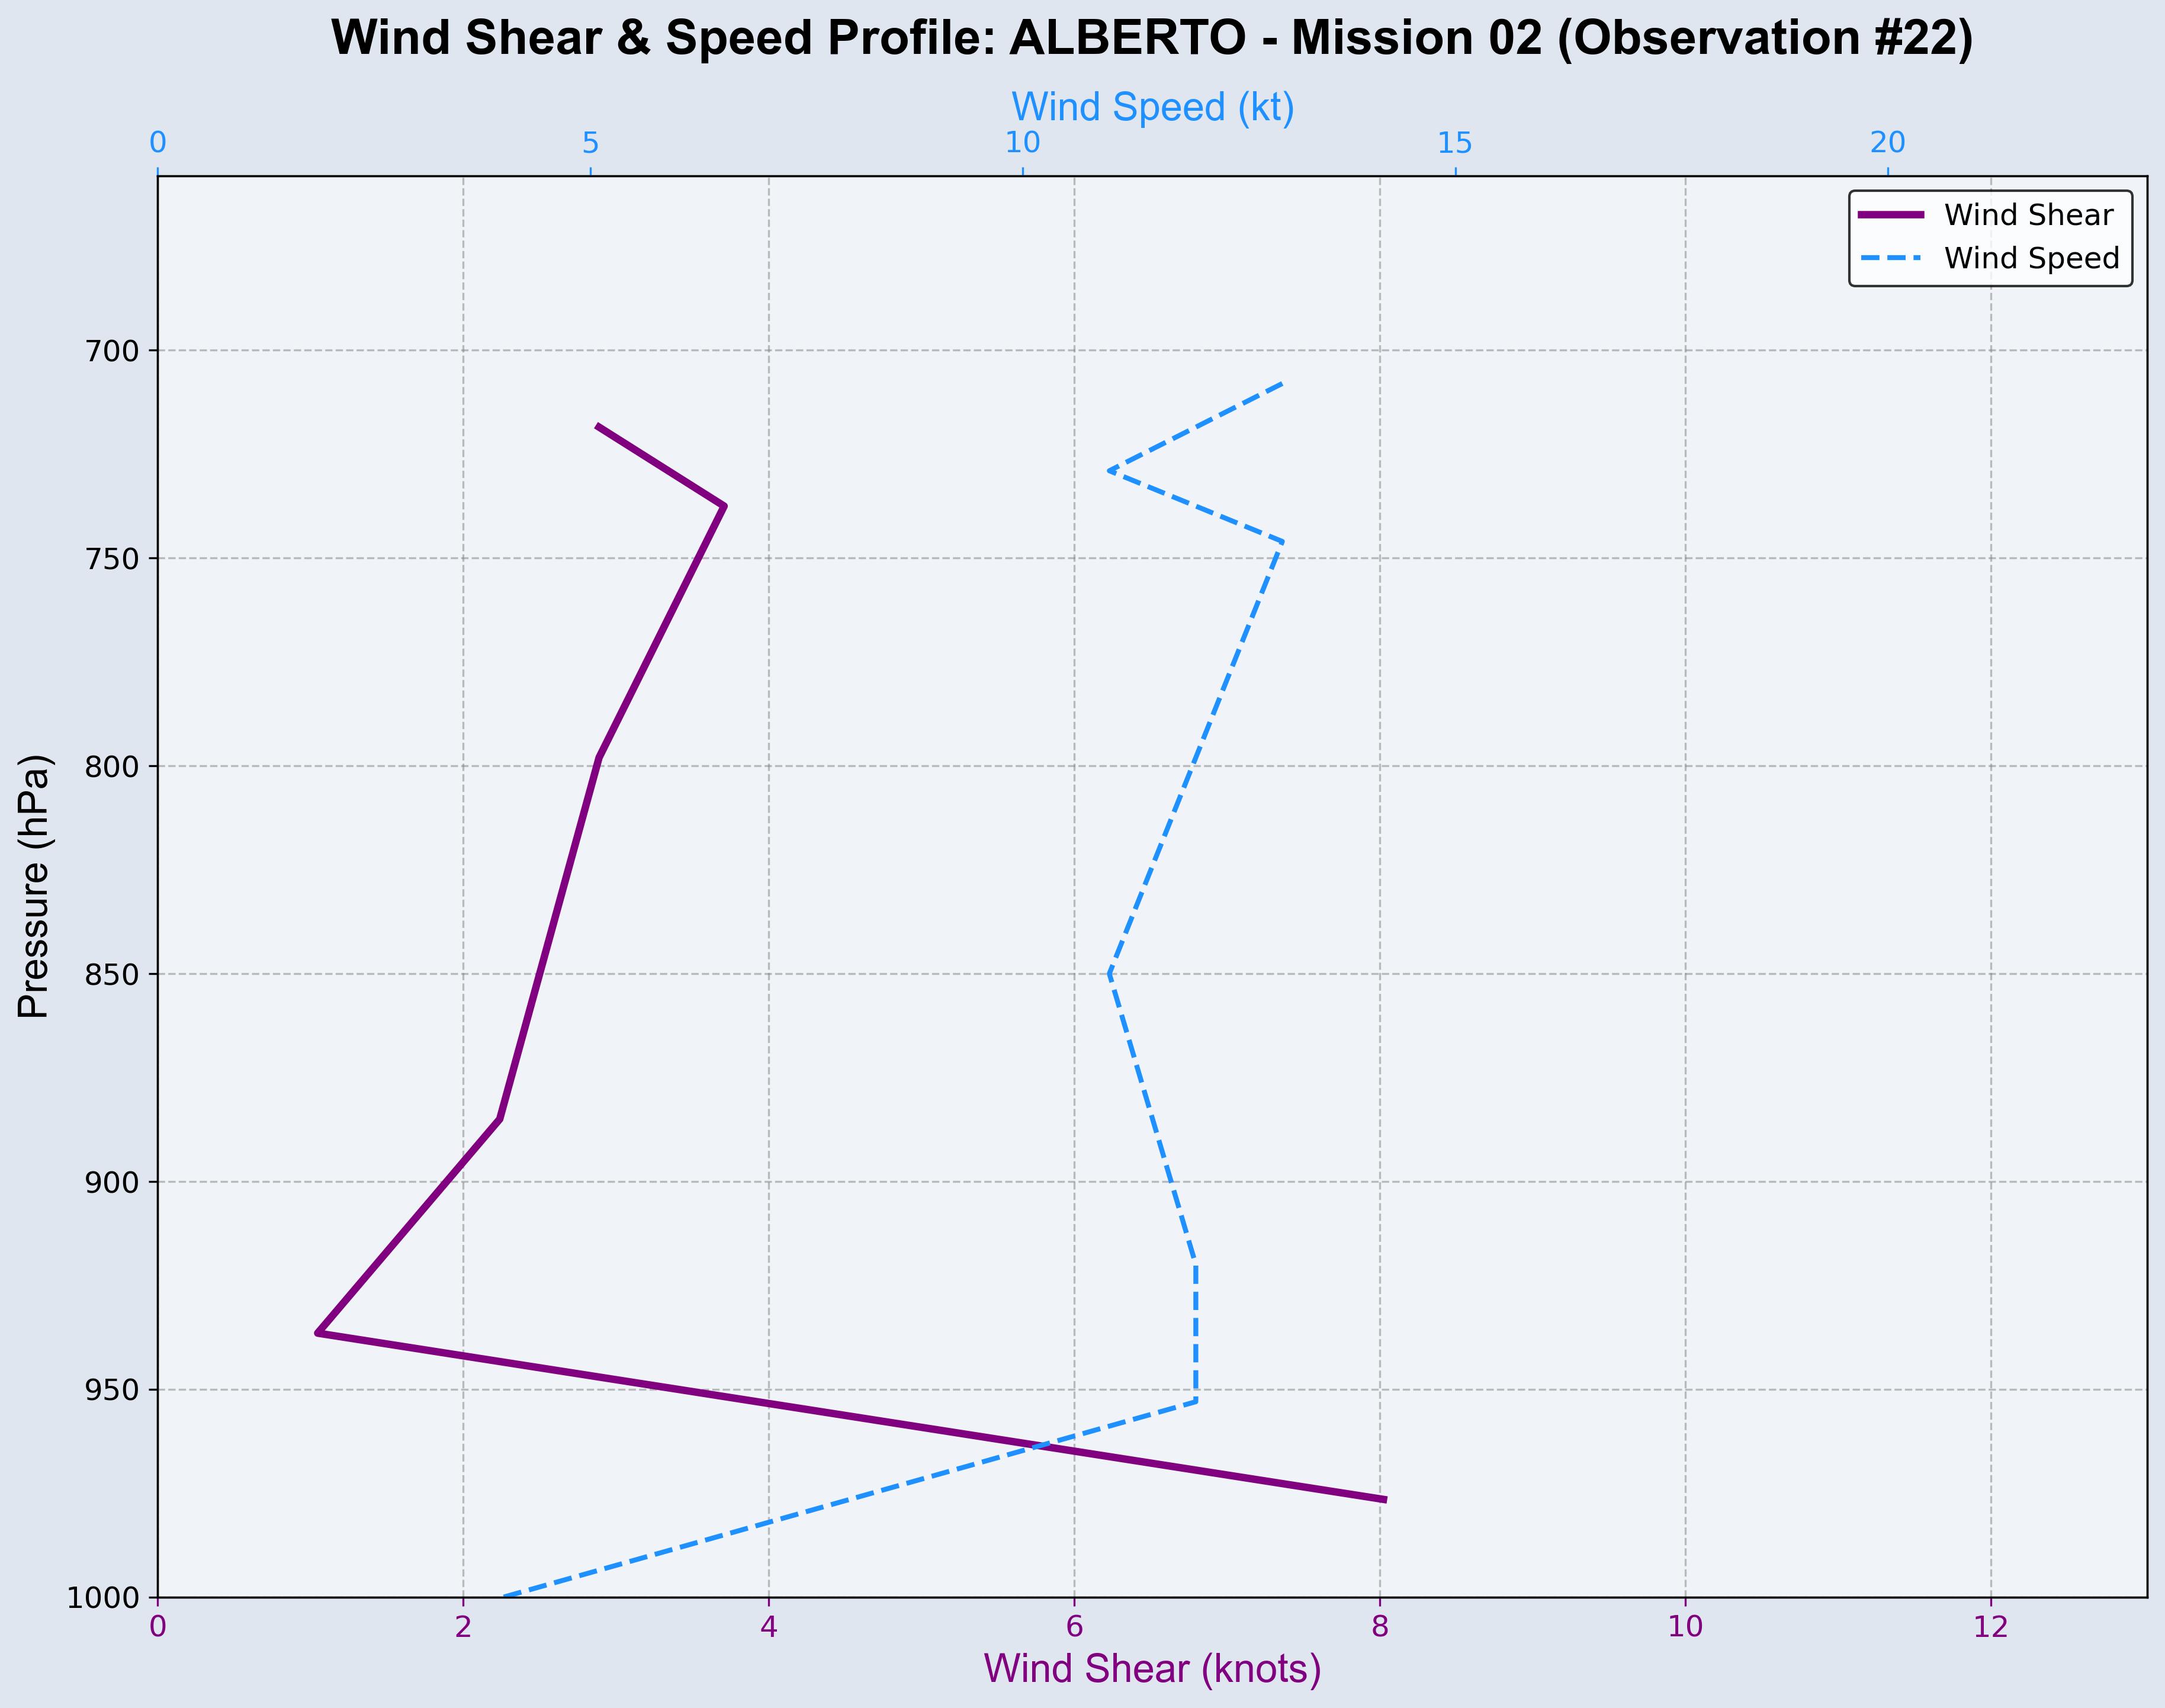 Wind Shear & Speed Profile: ALBERTO - Mission 02 (Observation #22)
Wind Speed (kt)
0 5 10 15 20
Wind Shear
Wind Speed
Pressure (hPa)
700
750
800
850
900
950
1000
0 2 4 6 8 10 12
Wind Shear (knots)